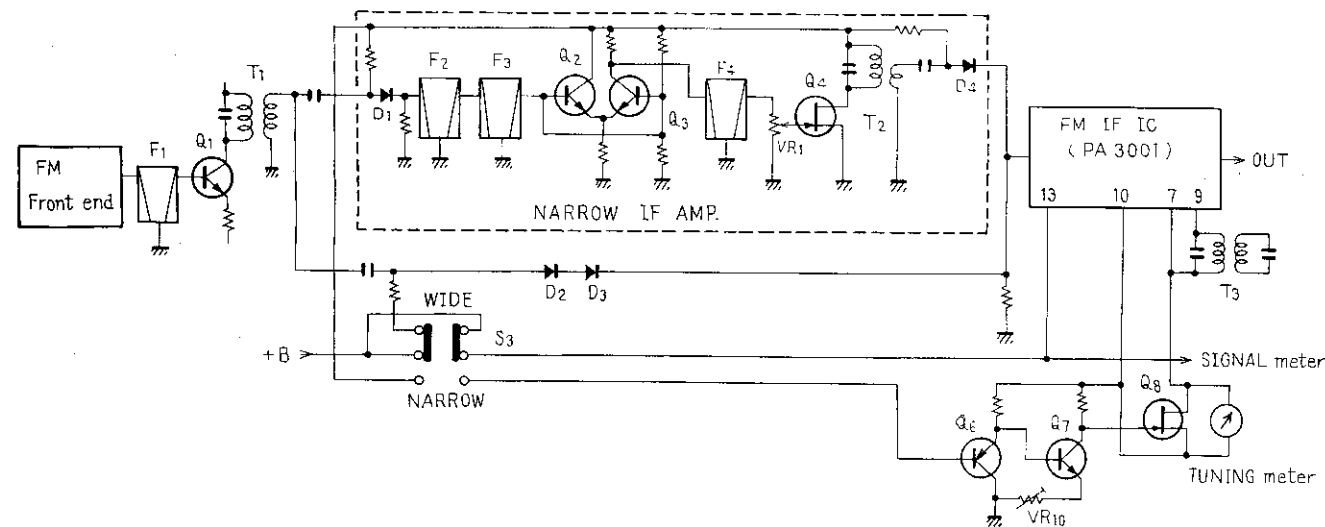 T1
F1
Q1
FM
Front end
D1
F2
F3
Q2
Q3
F4
VR1
Q4
T2
D4
NARROW IF AMP.
FM IF IC
(PA 3001)
OUT
13
10
7
9
T3
D2
D3
WIDE
S3
+B
NARROW
SIGNAL meter
Q6
Q7
Q8
VR10
TUNING meter